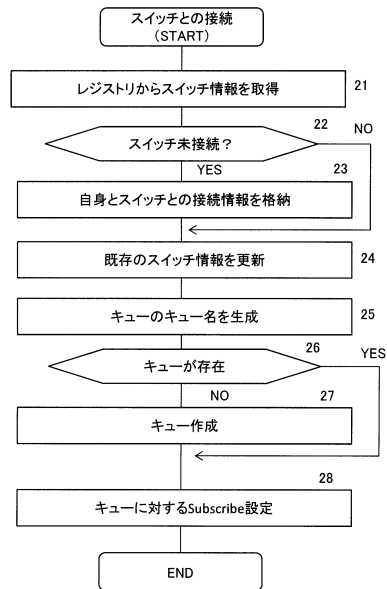 スイッチとの接続
(START)
レジストリからスイッチ情報を取得
21
スイッチ未接続？
22
NO
YES
23
自身とスイッチとの接続情報を格納
既存のスイッチ情報を更新
24
キューのキュー名を生成
25
キューが存在
26
YES
NO
27
キュー作成
28
キューに対するSubscribe設定
END